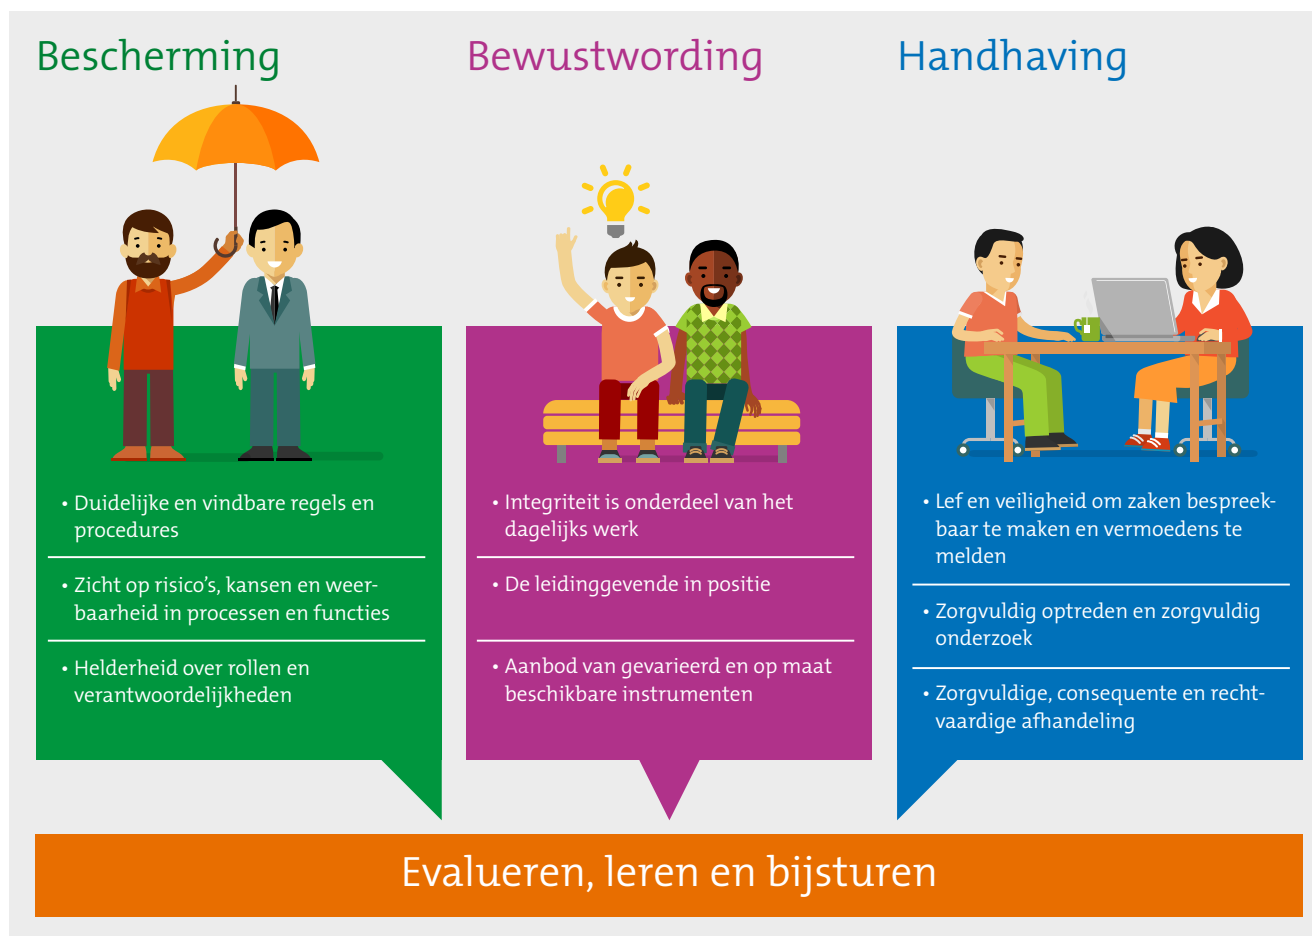 Bescherming
• Duidelijke en vindbare regels en
procedures
• Zicht op risico’s, kansen en weer-
baarheid in processen en functies
• Helderheid over rollen en
verantwoordelijkheden
Bewustwording
• Integriteit is onderdeel van het
dagelijks werk
• De leidinggevende in positie
• Aanbod van gevarieerd en op maat
beschikbare instrumenten
Handhaving
• Lef en veiligheid om zaken bespreek-
baar te maken en vermoedens te
melden
• Zorgvuldig optreden en zorgvuldig
onderzoek
• Zorgvuldige, consequente en recht-
vaardige afhandeling
Evalueren, leren en bijsturen